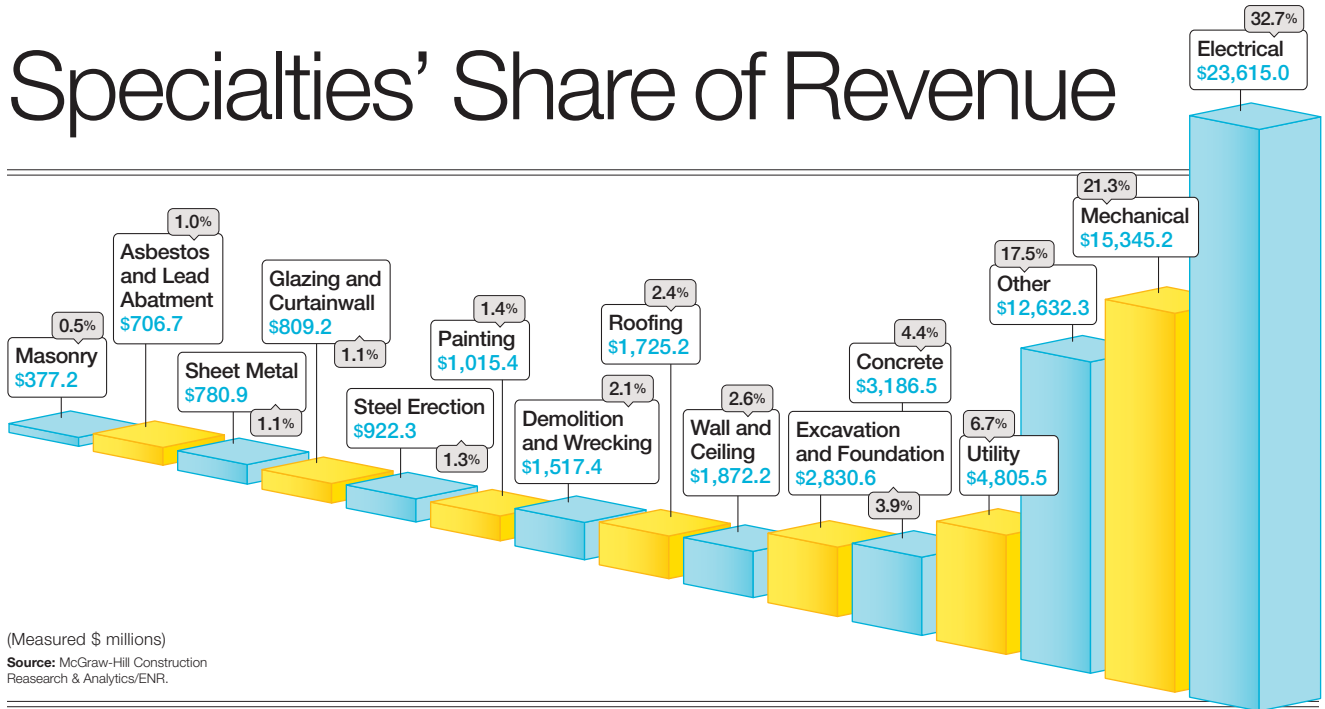 Specialties’ Share of Revenue
0.5%
Masonry
$377.2
1.0%
Asbestos
and Lead
Abatment
$706.7
Sheet Metal
$780.9
1.1%
Glazing and
Curtainwall
$809.2
1.1%
Steel Erection
$922.3
1.3%
1.4%
Painting
$1,015.4
2.1%
Demolition
and Wrecking
$1,517.4
2.4%
Roofing
$1,725.2
2.6%
Wall and
Ceiling
$1,872.2
Excavation
and Foundation
$2,830.6
3.9%
4.4%
Concrete
$3,186.5
6.7%
Utility
$4,805.5
17.5%
Other
$12,632.3
21.3%
Mechanical
$15,345.2
32.7%
Electrical
$23,615.0
(Measured $ millions)
Source: McGraw-Hill Construction
Reasearch & Analytics/ENR.